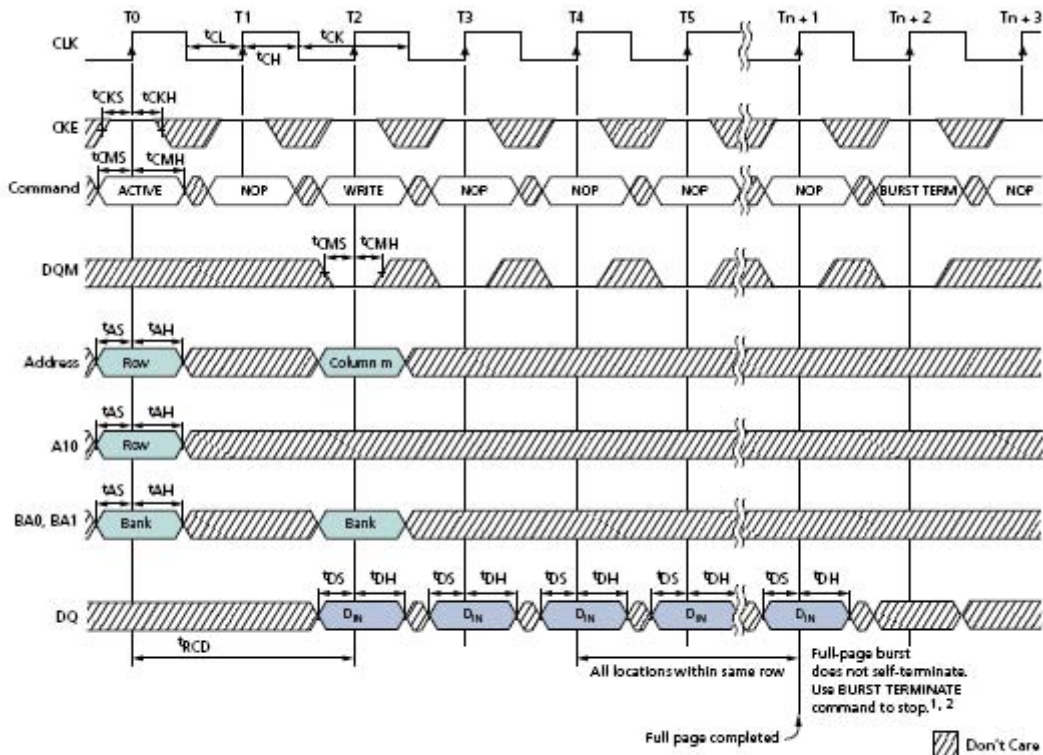 T0 T1 T2 T3 T4 T5 Tn + 1 Tn + 2 Tn + 3
CLK
tCL tCK
tCH
tCKS tCKH
CKE
tCMS tCMH
Command ACTIVE NOP WRITE NOP NOP NOP NOP BURST TERM NOP
tCMS tCMH
DQM
tAS tAH
Address Row Column m
tAS tAH
A10 Row
tAS tAH
BA0, BA1 Bank Bank
tDS tDH tDS tDH tDS tDH tDS tDH tDS tDH
DQ DIN DIN DIN DIN DIN
tRCD
All locations within same row
Full-page burst
does not self-terminate.
Use BURST TERMINATE
command to stop.1, 2
Full page completed
Don't Care